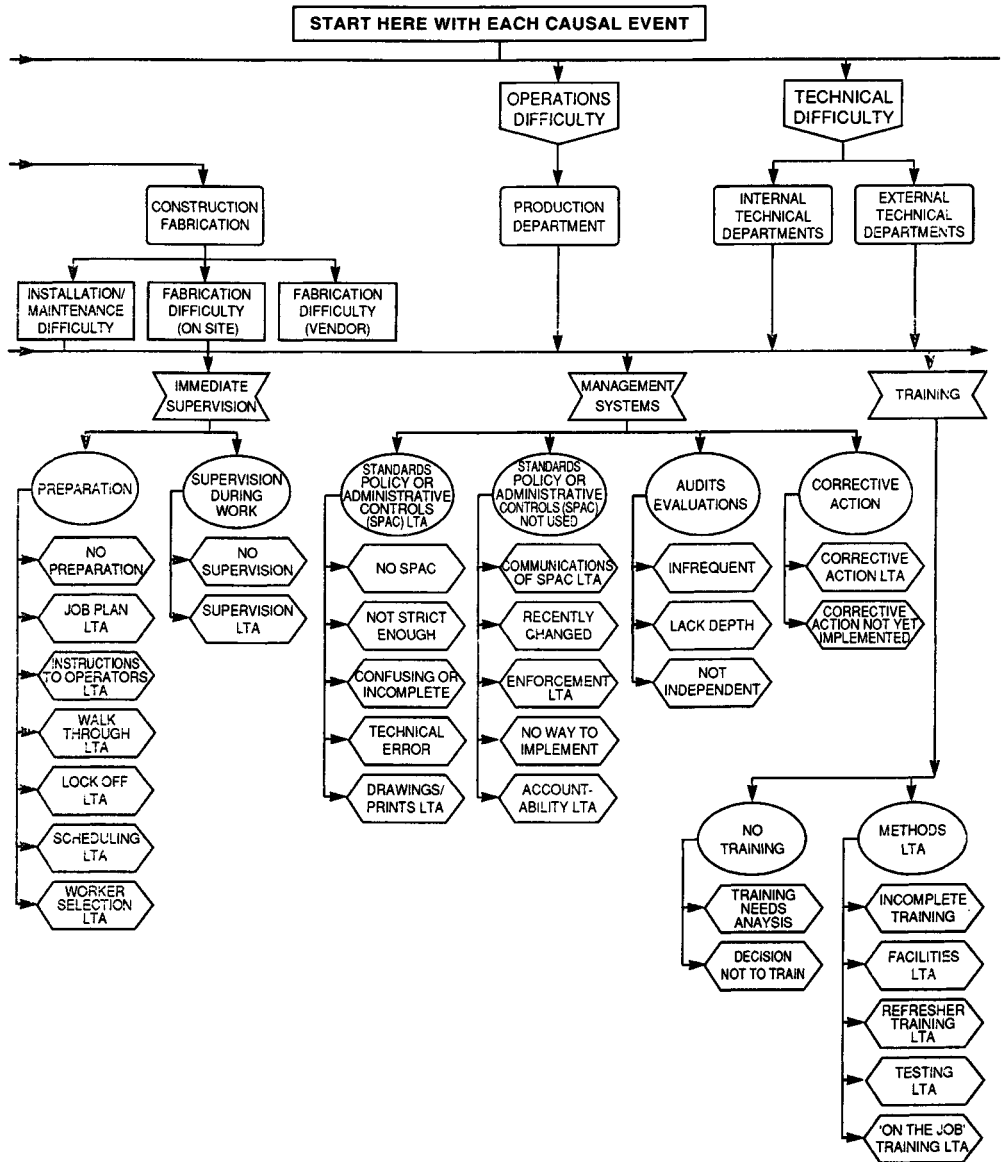 START HERE WITH EACH CAUSAL EVENT
OPERATIONS
DIFFICULTY
TECHNICAL
DIFFICULTY
CONSTRUCTION
FABRICATION
PRODUCTION
DEPARTMENT
INTERNAL
TECHNICAL
DEPARTMENTS
EXTERNAL
TECHNICAL
DEPARTMENTS
INSTALLATION/
MAINTENANCE
DIFFICULTY
FABRICATION
DIFFICULTY
(ON SITE)
FABRICATION
DIFFICULTY
(VENDOR)
IMMEDIATE
SUPERVISION
MANAGEMENT
SYSTEMS
TRAINING
PREPARATION
NO
PREPARATION
JOB PLAN
LTA
INSTRUCTIONS
TO OPERATORS
LTA
WALK
THROUGH
LTA
LOCK OFF
LTA
SCHEDULING
LTA
WORKER
SELECTION
LTA
SUPERVISION
DURING
WORK
NO
SUPERVISION
SUPERVISION
LTA
STANDARDS
POLICY OR
ADMINISTRATIVE
CONTROLS
(SPAC) LTA
NO SPAC
NOT STRICT
ENOUGH
CONFUSING OR
INCOMPLETE
TECHNICAL
ERROR
DRAWINGS/
PRINTS LTA
STANDARDS
POLICY OR
ADMINISTRATIVE
CONTROLS (SPAC)
NOT USED
COMMUNICATIONS
OF SPAC LTA
RECENTLY
CHANGED
ENFORCEMENT
LTA
NO WAY TO
IMPLEMENT
ACCOUNT-
ABILITY LTA
AUDITS
EVALUATIONS
INFREQUENT
LACK DEPTH
NOT
INDEPENDENT
CORRECTIVE
ACTION
CORRECTIVE
ACTION LTA
CORRECTIVE
ACTION NOT YET
IMPLEMENTED
NO
TRAINING
TRAINING
NEEDS
ANAYSIS
DECISION
NOT TO TRAIN
METHODS
LTA
INCOMPLETE
TRAINING
FACILITIES
LTA
REFRESHER
TRAINING
LTA
TESTING
LTA
'ON THE JOB'
TRAINING LTA